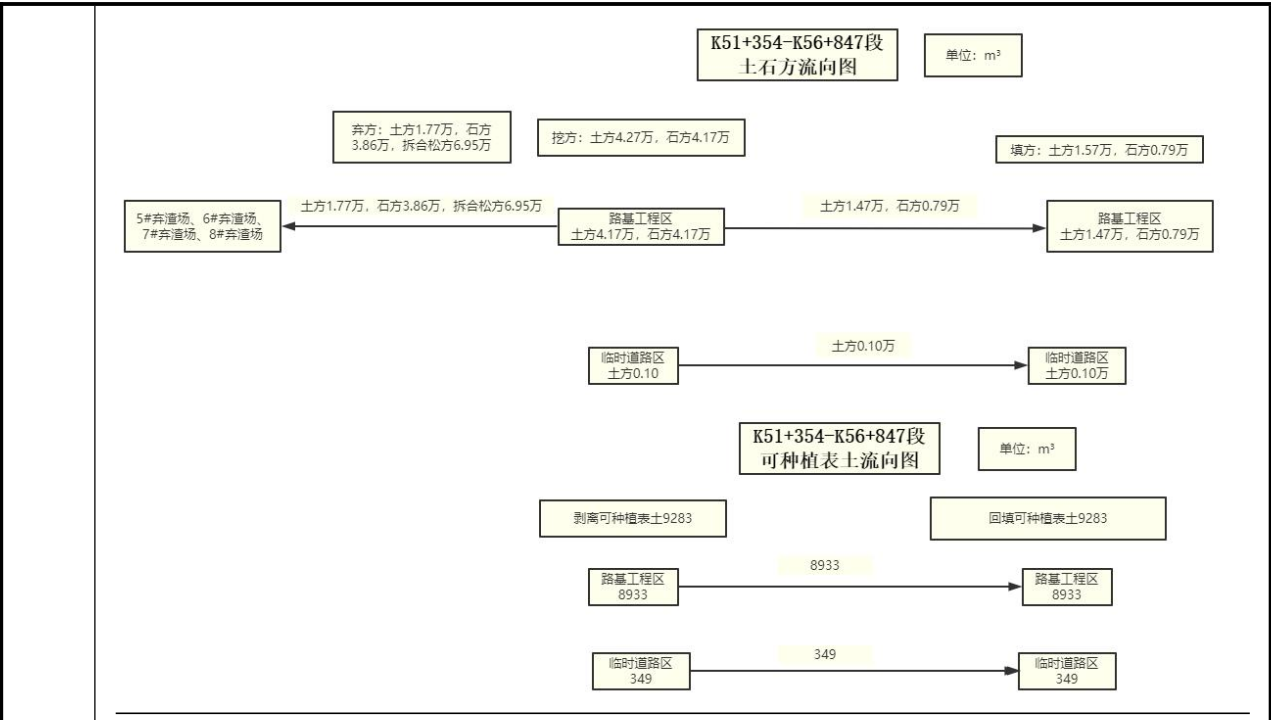 K51+354-K56+847段
土石方流向图
单位：m³
弃方：土方1.77万，石方
3.86万，拆合松方6.95万
挖方：土方4.27万，石方4.17万
填方：土方1.57万，石方0.79万
5#弃渣场、6#弃渣场、
7#弃渣场、8#弃渣场
土方1.77万，石方3.86万，拆合松方6.95万
路基工程区
土方4.17万，石方4.17万
土方1.47万，石方0.79万
路基工程区
土方1.47万，石方0.79万
临时道路区
土方0.10
土方0.10万
临时道路区
土方0.10万
K51+354-K56+847段
可种植表土流向图
单位：m³
剥离可种植表土9283
回填可种植表土9283
路基工程区
8933
8933
路基工程区
8933
临时道路区
349
349
临时道路区
349